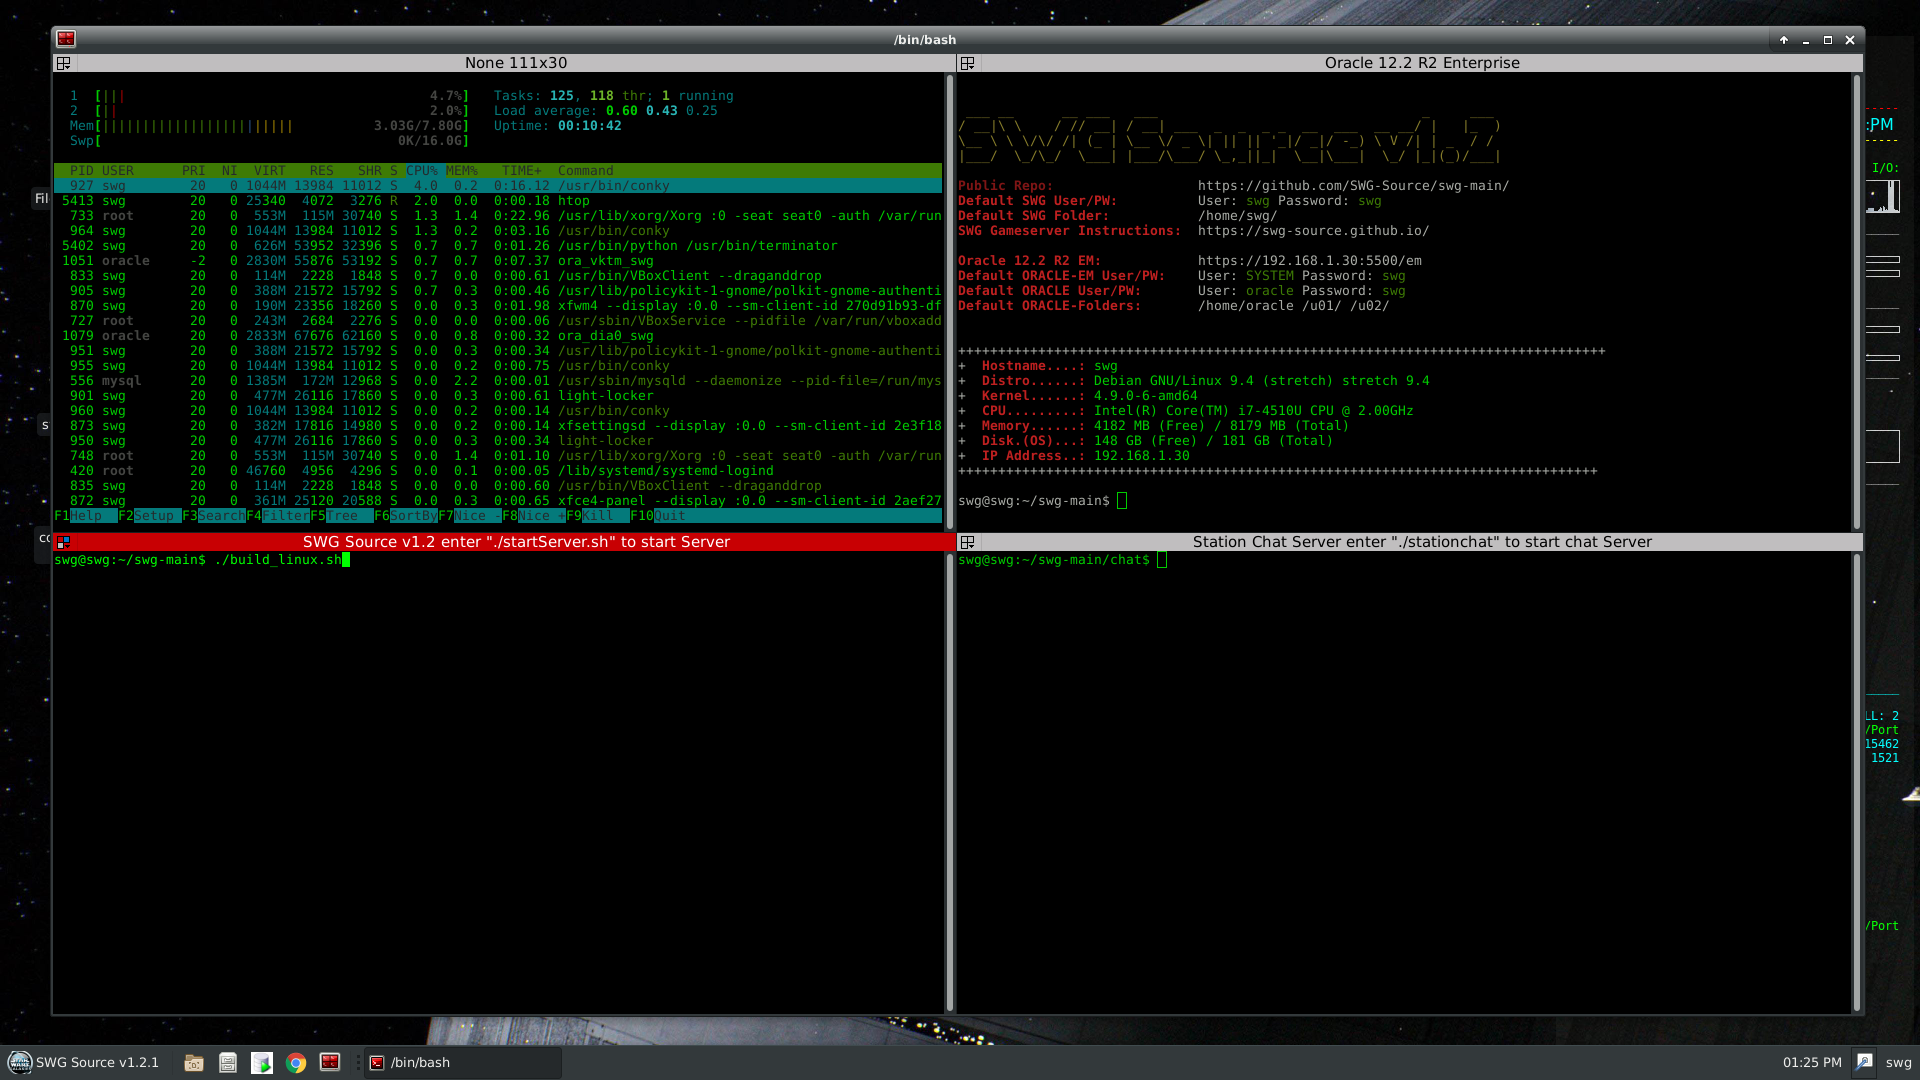 /bin/bash
None 111x30
1 [||| 4.7%] Tasks: 125, 118 thr; 1 running
2 [|| 2.0%] Load average: 0.60 0.43 0.25
Mem[|||||||||||||||||||||||| 3.03G/7.80G] Uptime: 00:10:42
Swp[ 0K/16.0G]
PID USER PRI NI VIRT RES SHR S CPU% MEM% TIME+ Command
927 swg 20 0 1044M 13984 11012 S 4.0 0.2 0:16.12 /usr/bin/conky
5413 swg 20 0 25340 4072 3276 R 2.0 0.0 0:00.18 htop
733 root 20 0 553M 115M 30740 S 1.3 1.4 0:22.96 /usr/lib/xorg/Xorg :0 -seat seat0 -auth /var/run
964 swg 20 0 1044M 13984 11012 S 1.3 0.2 0:03.16 /usr/bin/conky
5402 swg 20 0 626M 53952 32396 S 0.7 0.7 0:01.26 /usr/bin/python /usr/bin/terminator
1051 oracle -2 0 2830M 55876 53192 S 0.7 0.7 0:07.37 ora_vktm_swg
833 swg 20 0 114M 2228 1848 S 0.7 0.0 0:00.61 /usr/bin/VBoxClient --draganddrop
905 swg 20 0 388M 21572 15792 S 0.7 0.3 0:00.46 /usr/lib/policykit-1-gnome/polkit-gnome-authenti
870 swg 20 0 190M 23356 18260 S 0.0 0.3 0:01.98 xfwm4 --display :0.0 --sm-client-id 270d91b93-df
727 root 20 0 243M 2684 2276 S 0.0 0.0 0:00.06 /usr/sbin/VBoxService --pidfile /var/run/vboxadd
1079 oracle 20 0 2833M 67676 62160 S 0.0 0.8 0:00.32 ora_dia0_swg
951 swg 20 0 388M 21572 15792 S 0.0 0.3 0:00.34 /usr/lib/policykit-1-gnome/polkit-gnome-authenti
955 swg 20 0 1044M 13984 11012 S 0.0 0.2 0:00.75 /usr/bin/conky
556 mysql 20 0 1385M 172M 12968 S 0.0 2.2 0:00.01 /usr/sbin/mysqld --daemonize --pid-file=/run/mys
901 swg 20 0 477M 26116 17860 S 0.0 0.3 0:00.61 light-locker
960 swg 20 0 1044M 13984 11012 S 0.0 0.2 0:00.14 /usr/bin/conky
873 swg 20 0 382M 17816 14980 S 0.0 0.2 0:00.14 xfsettingsd --display :0.0 --sm-client-id 2e3f18
950 swg 20 0 477M 26116 17860 S 0.0 0.3 0:00.34 light-locker
748 root 20 0 553M 115M 30740 S 0.0 1.4 0:01.10 /usr/lib/xorg/Xorg :0 -seat seat0 -auth /var/run
420 root 20 0 46760 4956 4296 S 0.0 0.1 0:00.05 /lib/systemd/systemd-logind
835 swg 20 0 114M 2228 1848 S 0.0 0.0 0:00.60 /usr/bin/VBoxClient --draganddrop
872 swg 20 0 361M 25120 20588 S 0.0 0.3 0:00.65 xfce4-panel --display :0.0 --sm-client-id 2aef27
F1Help F2Setup F3SearchF4FilterF5Tree F6SortByF7Nice -F8Nice +F9Kill F10Quit
Oracle 12.2 R2 Enterprise
SWG Source v1.2
Public Repo: https://github.com/SWG-Source/swg-main/
Default SWG User/PW: User: swg Password: swg
Default SWG Folder: /home/swg/
SWG Gameserver Instructions: https://swg-source.github.io/
Oracle 12.2 R2 EM: https://192.168.1.30:5500/em
Default ORACLE-EM User/PW: User: SYSTEM Password: swg
Default ORACLE User/PW: User: oracle Password: swg
Default ORACLE-Folders: /home/oracle /u01/ /u02/
+++++++++++++++++++++++++++++++++++++++++++++++++++++++++++++++++++++++++++++++++
+ Hostname....: swg
+ Distro......: Debian GNU/Linux 9.4 (stretch) stretch 9.4
+ Kernel......: 4.9.0-6-amd64
+ CPU.........: Intel(R) Core(TM) i7-4510U CPU @ 2.00GHz
+ Memory......: 4182 MB (Free) / 8179 MB (Total)
+ Disk.(OS)...: 148 GB (Free) / 181 GB (Total)
+ IP Address..: 192.168.1.30
++++++++++++++++++++++++++++++++++++++++++++++++++++++++++++++++++++++++++++++++
swg@swg:~/swg-main$
SWG Source v1.2 enter "./startServer.sh" to start Server
swg@swg:~/swg-main$ ./build_linux.sh
Station Chat Server enter "./stationchat" to start chat Server
swg@swg:~/swg-main/chat$
Fil
s
co
:PM
I/O:
LL: 2
/Port
15462
1521
/Port
SWG Source v1.2.1
/bin/bash
01:25 PM
swg